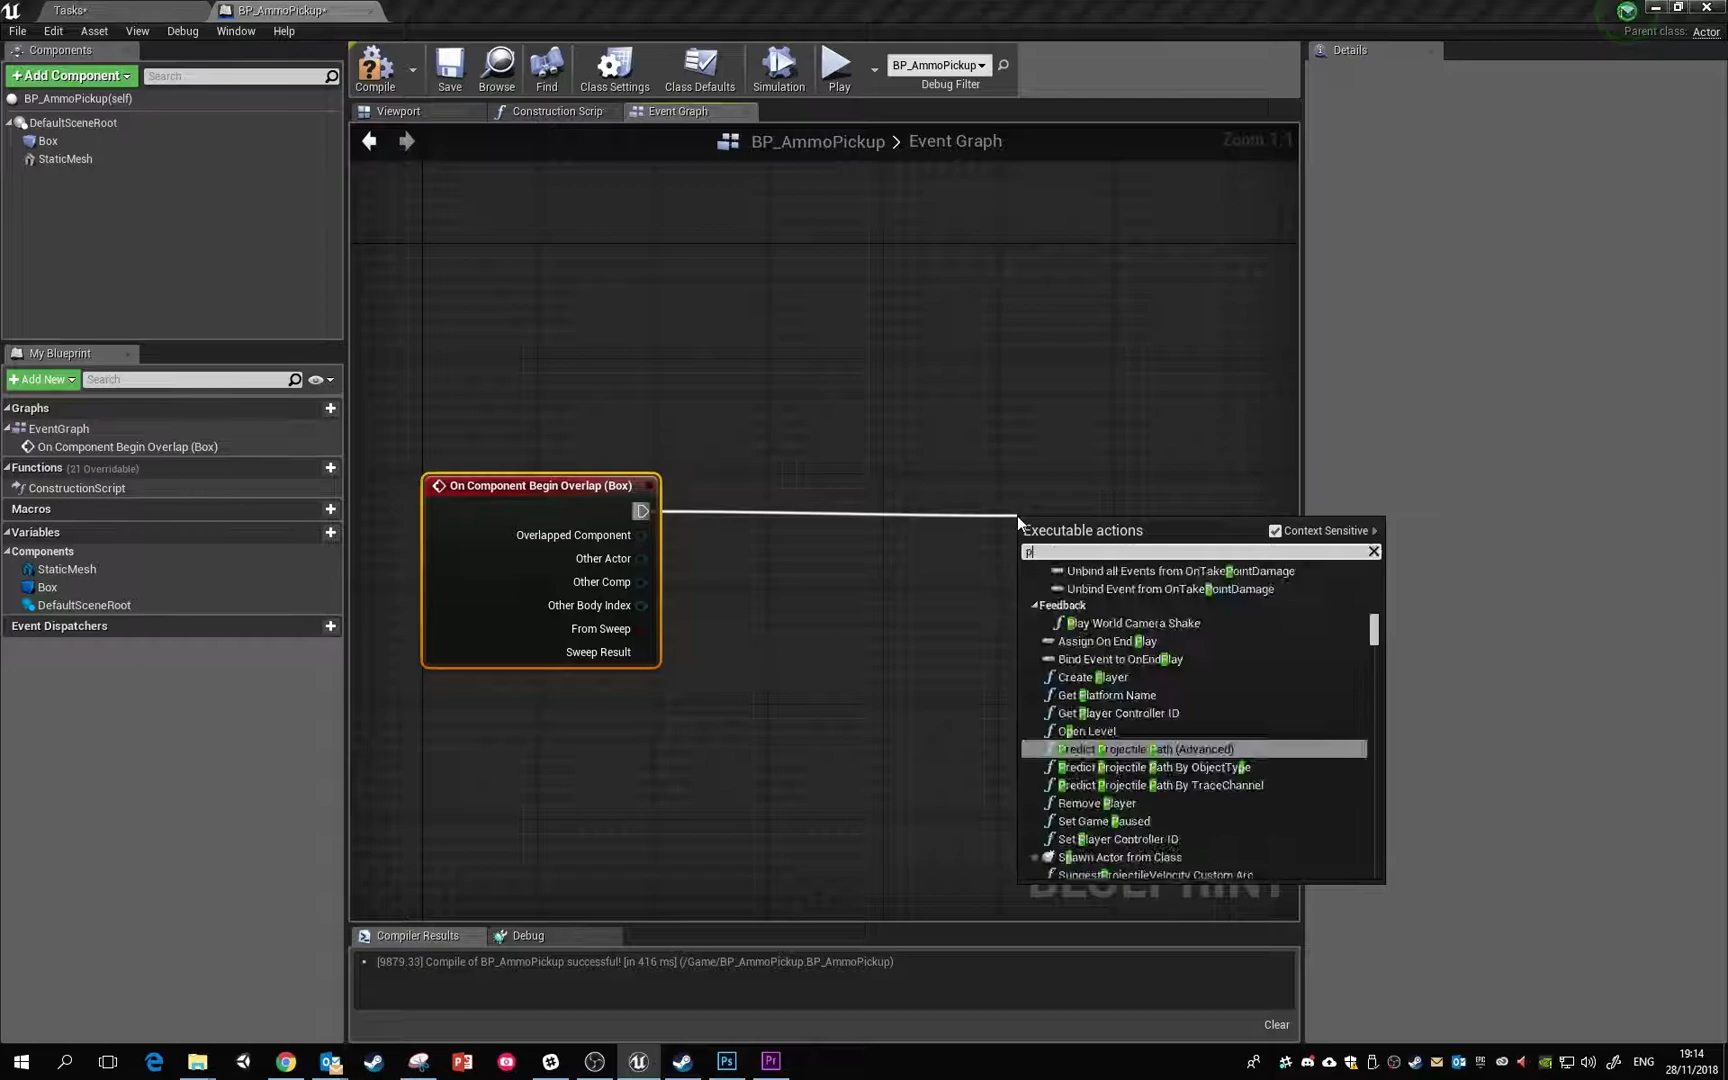 Tasks*
BP_AmmoPickup*
File Edit Asset View Debug Window Help
Parent class: Actor
Components
+Add Component
Search
BP_AmmoPickup(self)
DefaultSceneRoot
Box
StaticMesh
Compile
Save
Browse
Find
Class Settings
Class Defaults
Simulation
Play
BP_AmmoPickup
Debug Filter
Details
Viewport
Construction Scrip
Event Graph
BP_AmmoPickup > Event Graph
Zoom 1:1
My Blueprint
+Add New
Search
Graphs
EventGraph
On Component Begin Overlap (Box)
Functions (21 Overridable)
ConstructionScript
Macros
Variables
Components
StaticMesh
Box
DefaultSceneRoot
Event Dispatchers
On Component Begin Overlap (Box)
Overlapped Component
Other Actor
Other Comp
Other Body Index
From Sweep
Sweep Result
Executable actions
Context Sensitive
p
Unbind all Events from OnTakePointDamage
Unbind Event from OnTakePointDamage
Feedback
Play World Camera Shake
Assign On End Play
Bind Event to OnEndPlay
Create Player
Get Platform Name
Get Player Controller ID
Open Level
Predict Projectile Path (Advanced)
Predict Projectile Path By ObjectType
Predict Projectile Path By TraceChannel
Remove Player
Set Game Paused
Set Player Controller ID
Spawn Actor from Class
SuggestProjectileVelocity Custom Arc
BLUEPRINT
Compiler Results
Debug
[9879.33] Compile of BP_AmmoPickup successful! [in 416 ms] (/Game/BP_AmmoPickup.BP_AmmoPickup)
Clear
Ps
Pr
ENG
19:14
28/11/2018